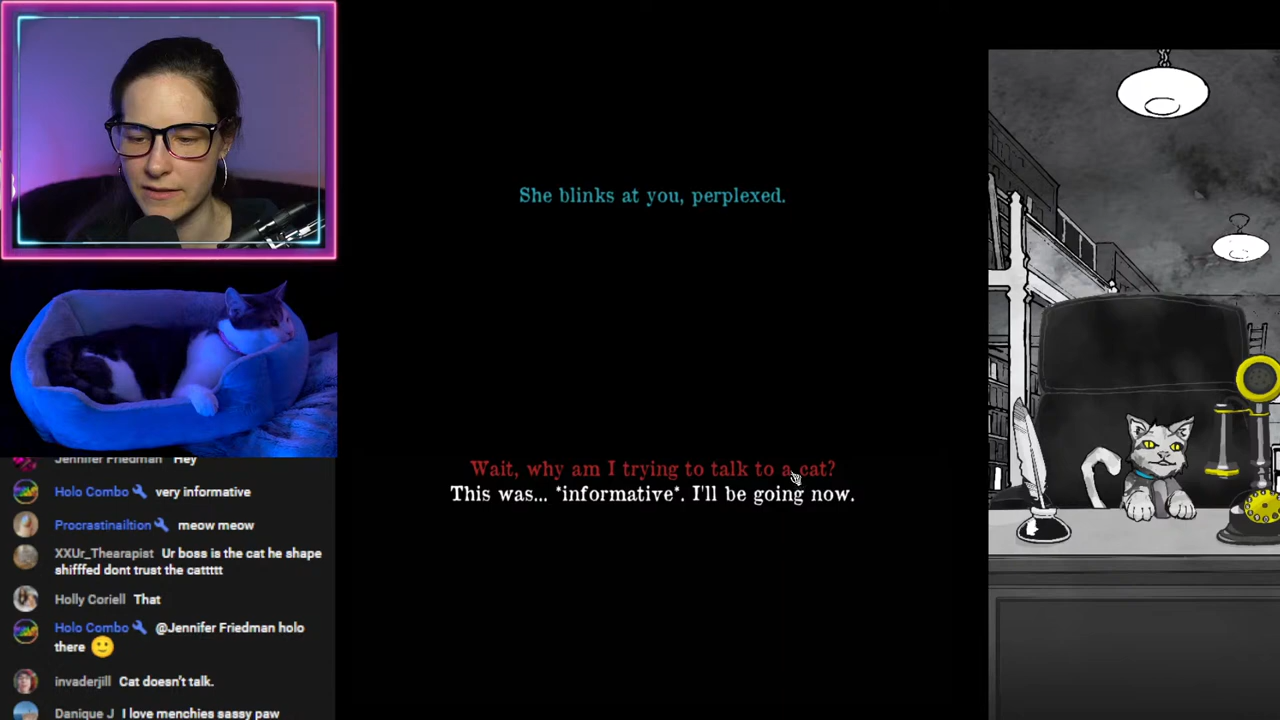 She blinks at you, perplexed.
Wait, why am I trying to talk to a cat?
This was... *informative*. I'll be going now.
Jennifer Friedman Hey
Holo Combo very informative
Procrastinailtion meow meow
XXUr_Thearapist Ur boss is the cat he shape
shifffed dont trust the cattttt
Holly Coriell That
Holo Combo @Jennifer Friedman holo
there
invaderjill Cat doesn't talk.
Danique J I love menchies sassy paw